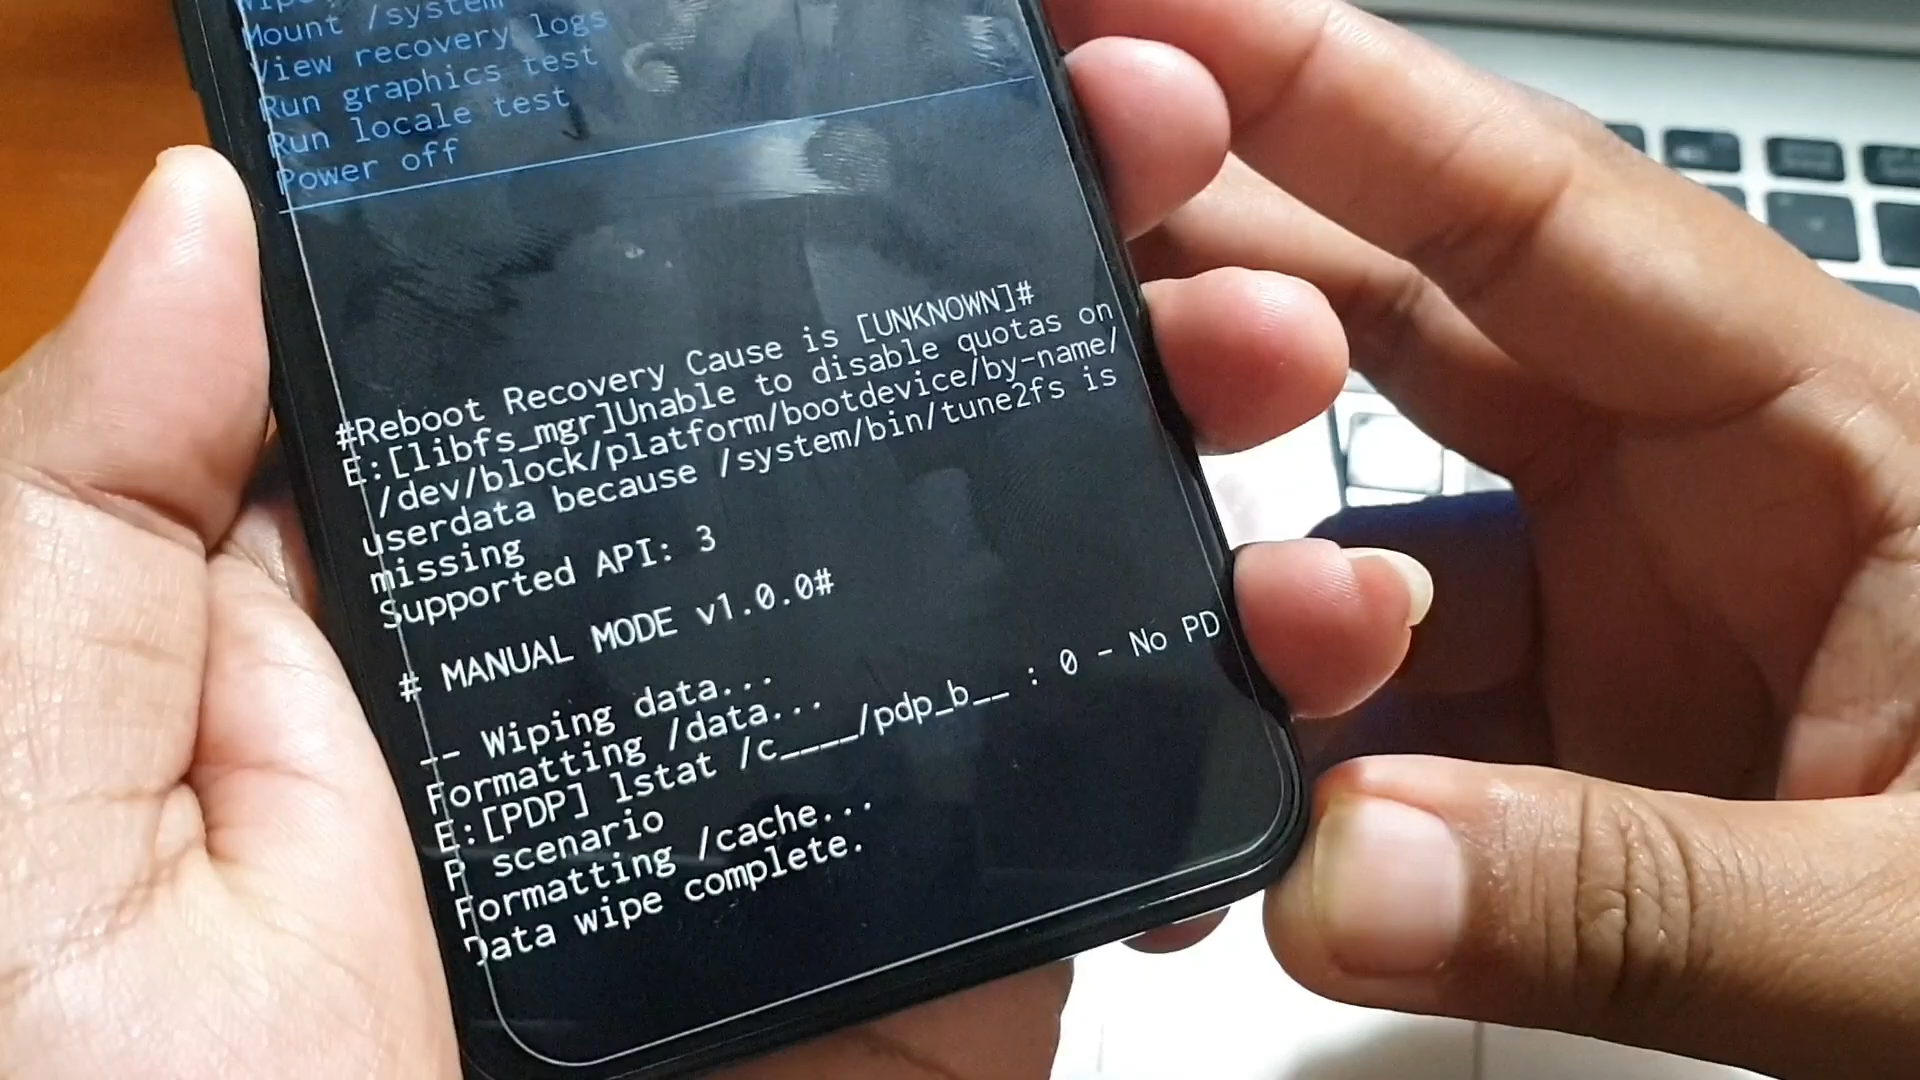 Mount /system
View recovery logs
Run graphics test
Run locale test
Power off
#Reboot Recovery Cause is [UNKNOWN]#
E:[libfs_mgr]Unable to disable quotas on
/dev/block/platform/bootdevice/by-name/
userdata because /system/bin/tune2fs is
missing
Supported API: 3
# MANUAL MODE v1.0.0#
-- Wiping data...
Formatting /data...
E:[PDP] lstat /c____/pdp_b__ : 0 - No PD
P scenario
Formatting /cache...
Data wipe complete.